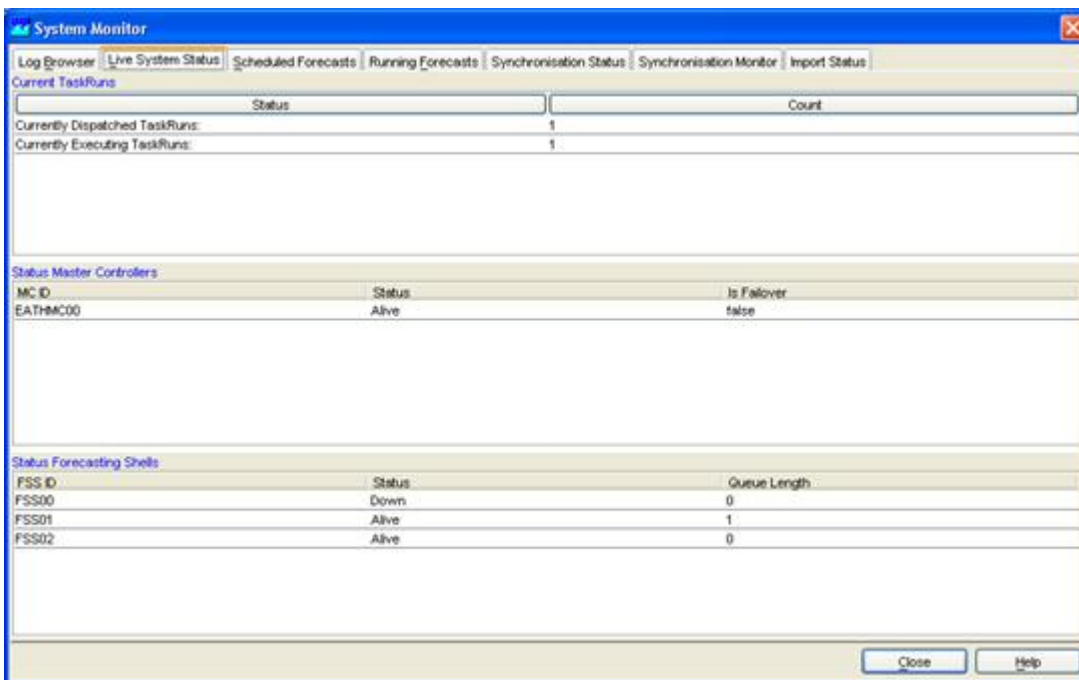 System Monitor
Log Browser Live System Status Scheduled Forecasts Running Forecasts Synchronisation Status Synchronisation Monitor Import Status
Current TaskRuns
Status Count
Currently Dispatched TaskRuns: 1
Currently Executing TaskRuns: 1
Status Master Controllers
MC ID Status Is Failover
EATHMC00 Alive false
Status Forecasting Shells
FSS ID Status Queue Length
FSS00 Down 0
FSS01 Alive 1
FSS02 Alive 0
Close Help